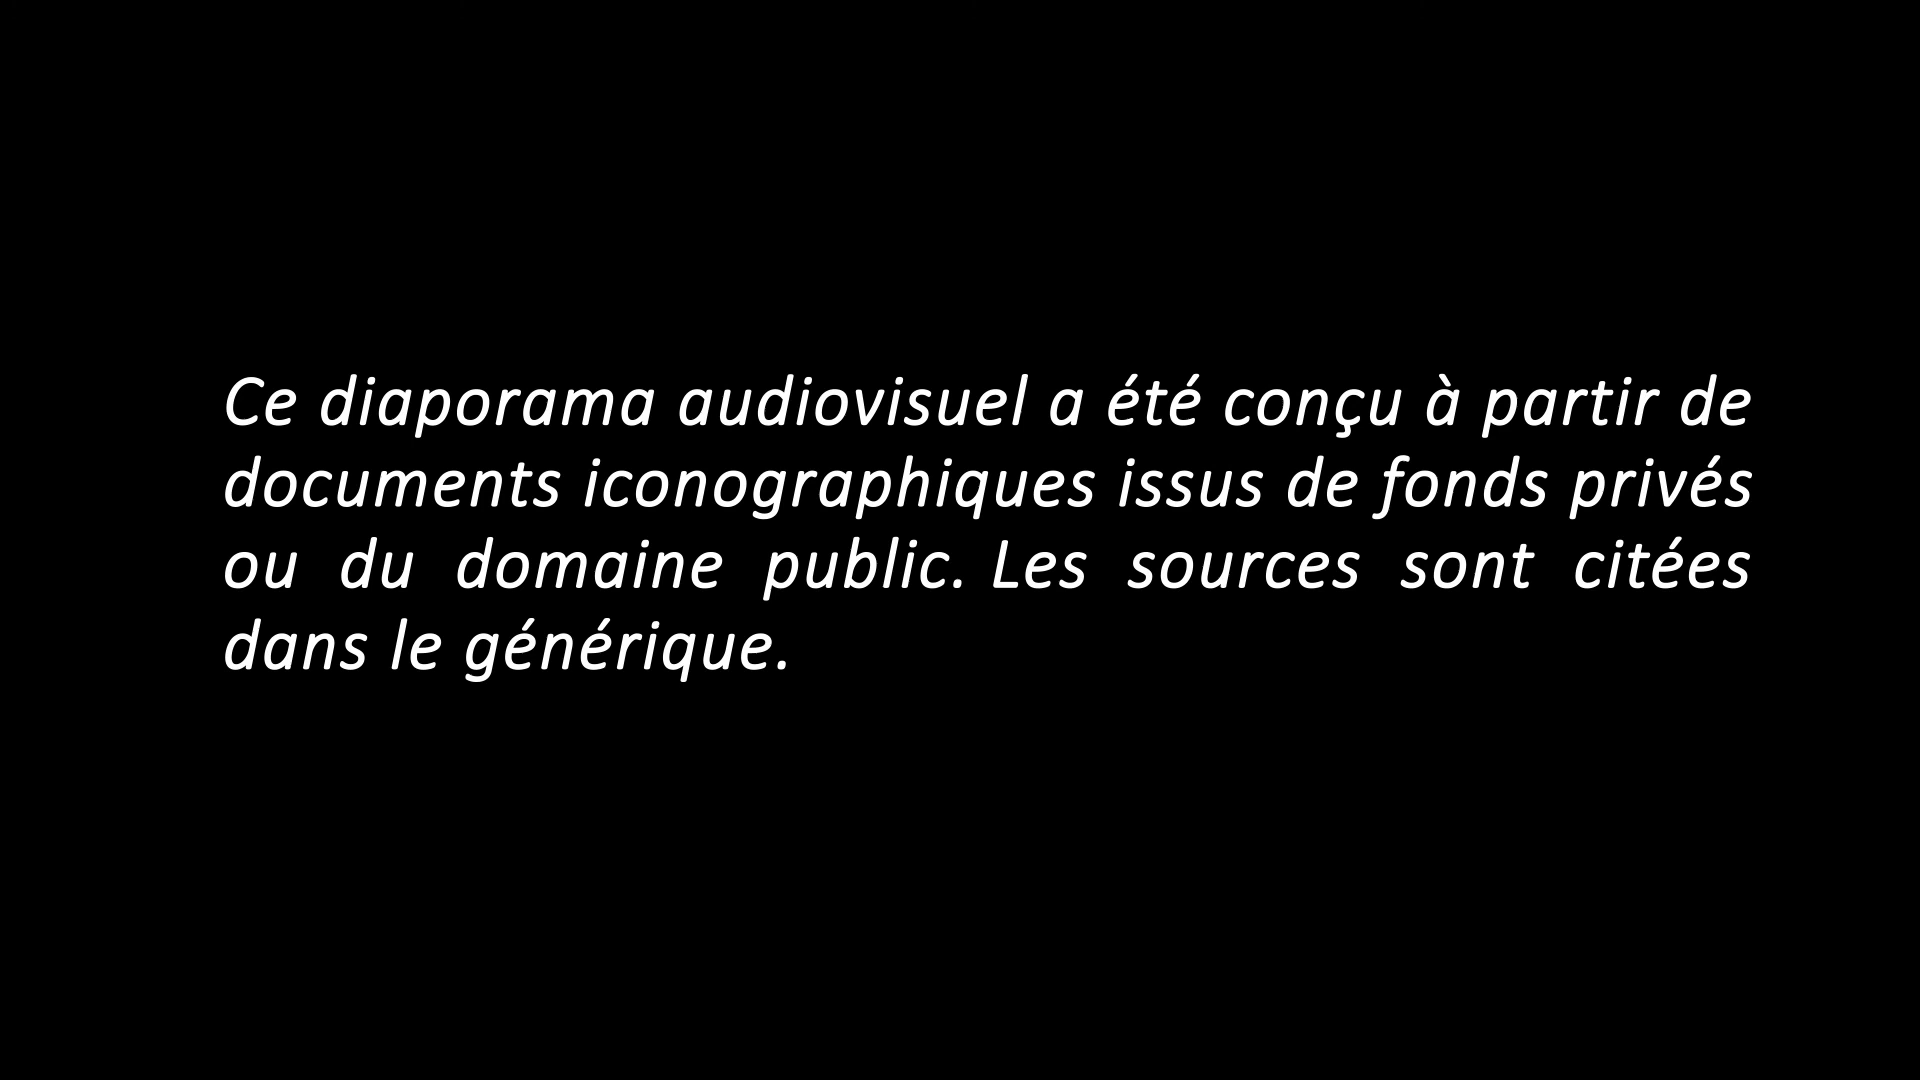 Ce diaporama audiovisuel a été conçu à partir de
documents iconographiques issus de fonds privés
ou du domaine public. Les sources sont citées
dans le générique.